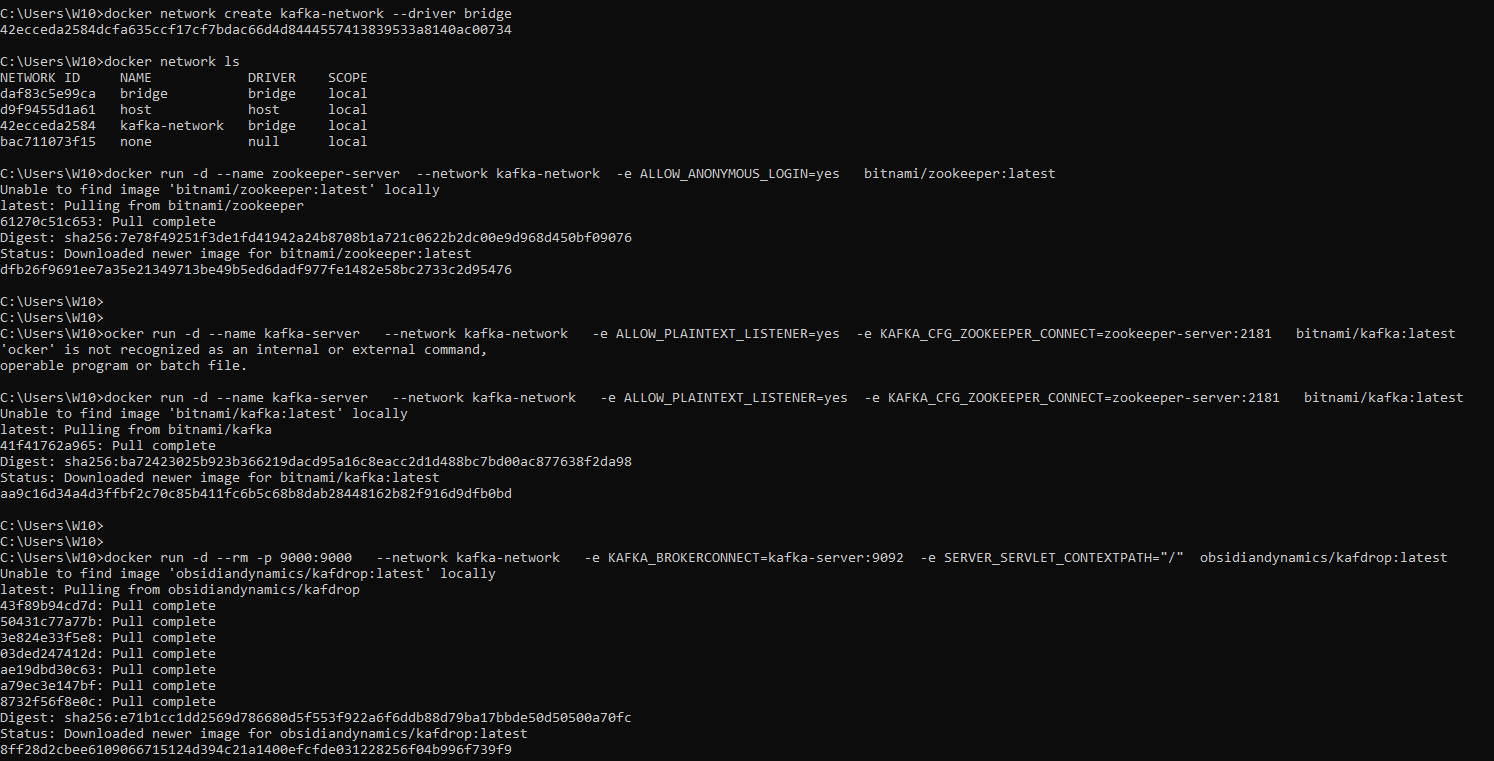 C:\Users\W10>docker network create kafka-network --driver bridge
42ecceda2584dcfa635ccf17cf7bdac66d4d8444557413839533a8140ac00734
C:\Users\W10>docker network ls
NETWORK ID     NAME            DRIVER    SCOPE
daf83c5e99ca   bridge          bridge    local
d9f9455d1a61   host            host      local
42ecceda2584   kafka-network   bridge    local
bac711073f15   none            null      local
C:\Users\W10>docker run -d --name zookeeper-server  --network kafka-network  -e ALLOW_ANONYMOUS_LOGIN=yes   bitnami/zookeeper:latest
Unable to find image 'bitnami/zookeeper:latest' locally
latest: Pulling from bitnami/zookeeper
61270c51c653: Pull complete
Digest: sha256:7e78f49251f3de1fd41942a24b8708b1a721c0622b2dc00e9d968d450bf09076
Status: Downloaded newer image for bitnami/zookeeper:latest
dfb26f9691ee7a35e21349713be49b5ed6dadf977fe1482e58bc2733c2d95476
C:\Users\W10>
C:\Users\W10>
C:\Users\W10>ocker run -d --name kafka-server   --network kafka-network   -e ALLOW_PLAINTEXT_LISTENER=yes  -e KAFKA_CFG_ZOOKEEPER_CONNECT=zookeeper-server:2181   bitnami/kafka:latest
'ocker' is not recognized as an internal or external command,
operable program or batch file.
C:\Users\W10>docker run -d --name kafka-server   --network kafka-network   -e ALLOW_PLAINTEXT_LISTENER=yes  -e KAFKA_CFG_ZOOKEEPER_CONNECT=zookeeper-server:2181   bitnami/kafka:latest
Unable to find image 'bitnami/kafka:latest' locally
latest: Pulling from bitnami/kafka
41f41762a965: Pull complete
Digest: sha256:ba72423025b923b366219dacd95a16c8eacc2d1d488bc7bd00ac877638f2da98
Status: Downloaded newer image for bitnami/kafka:latest
aa9c16d34a4d3ffbf2c70c85b411fc6b5c68b8dab28448162b82f916d9dfb0bd
C:\Users\W10>
C:\Users\W10>
C:\Users\W10>docker run -d --rm -p 9000:9000   --network kafka-network   -e KAFKA_BROKERCONNECT=kafka-server:9092  -e SERVER_SERVLET_CONTEXTPATH="/"  obsidiandynamics/kafdrop:latest
Unable to find image 'obsidiandynamics/kafdrop:latest' locally
latest: Pulling from obsidiandynamics/kafdrop
43f89b94cd7d: Pull complete
50431c77a77b: Pull complete
3e824e33f5e8: Pull complete
03ded247412d: Pull complete
ae19dbd30c63: Pull complete
a79ec3e147bf: Pull complete
8732f56f8e0c: Pull complete
Digest: sha256:e71b1cc1dd2569d786680d5f553f922a6f6ddb88d79ba17bbde50d50500a70fc
Status: Downloaded newer image for obsidiandynamics/kafdrop:latest
8ff28d2cbee6109066715124d394c21a1400efcfde031228256f04b996f739f9